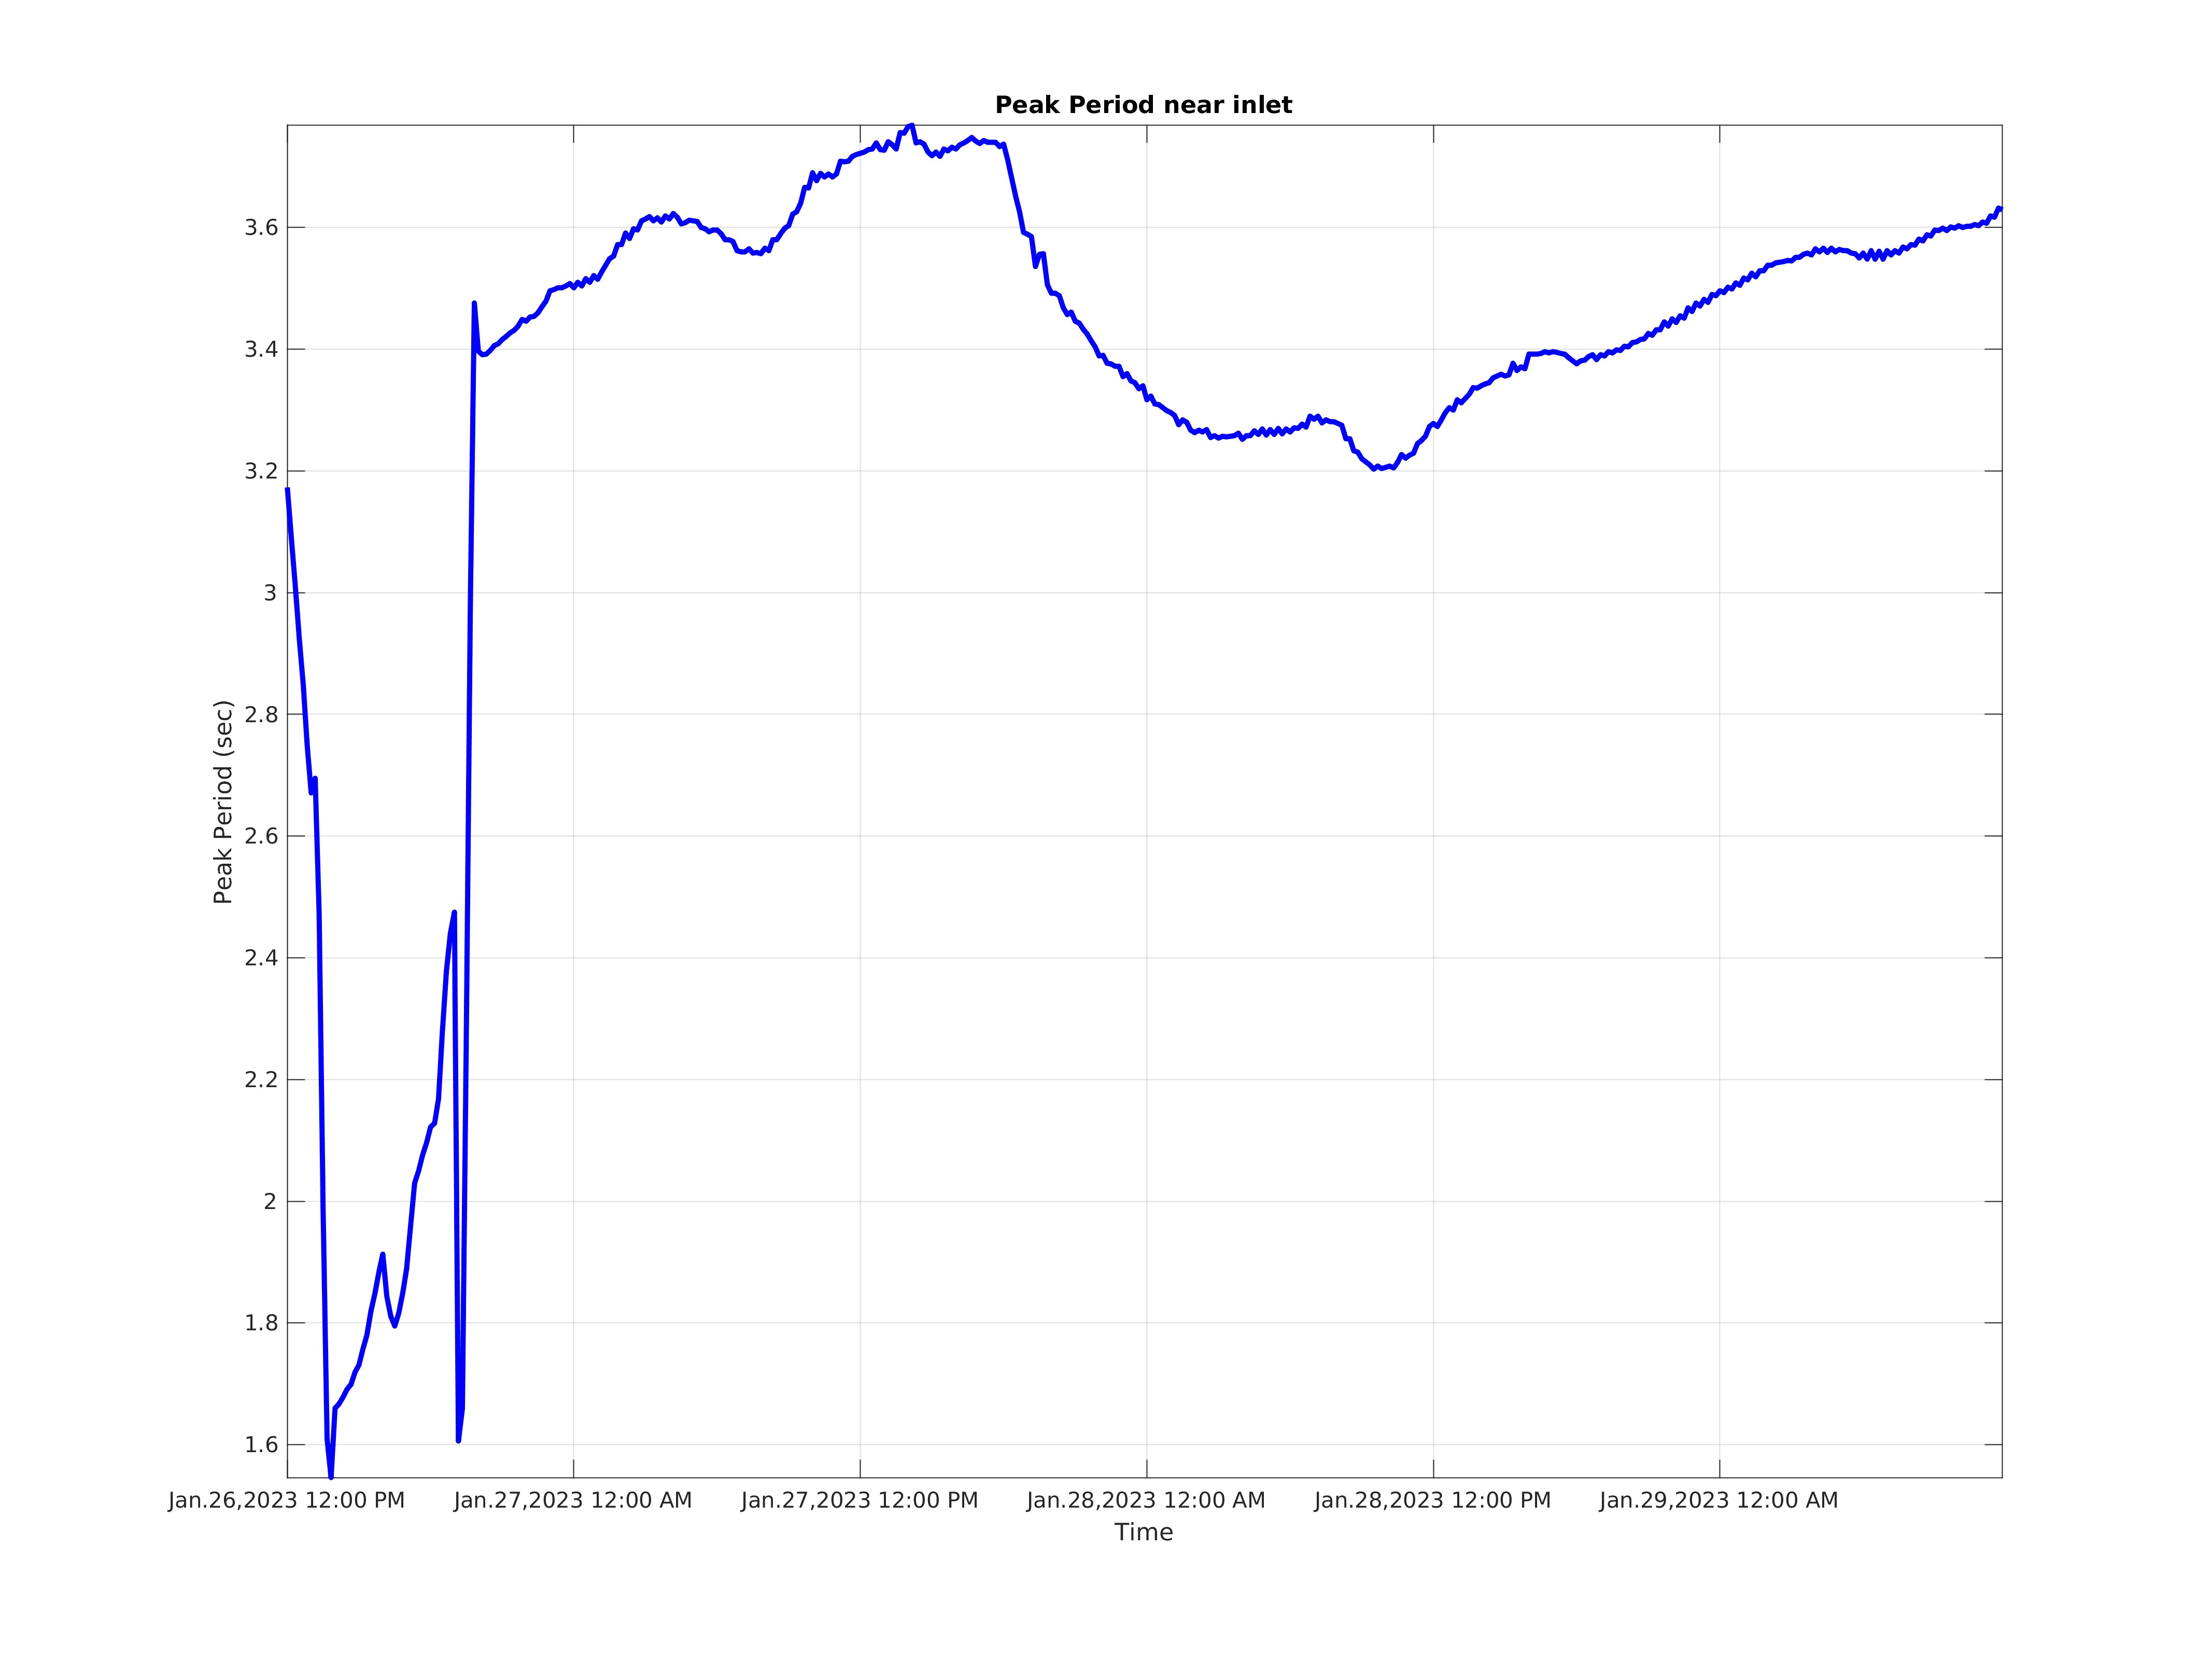 Peak Period near inlet
Peak Period (sec)
3.6
3.4
3.2
3
2.8
2.6
2.4
2.2
2
1.8
1.6
Jan.26,2023 12:00 PM
Jan.27,2023 12:00 AM
Jan.27,2023 12:00 PM
Jan.28,2023 12:00 AM
Jan.28,2023 12:00 PM
Jan.29,2023 12:00 AM
Time